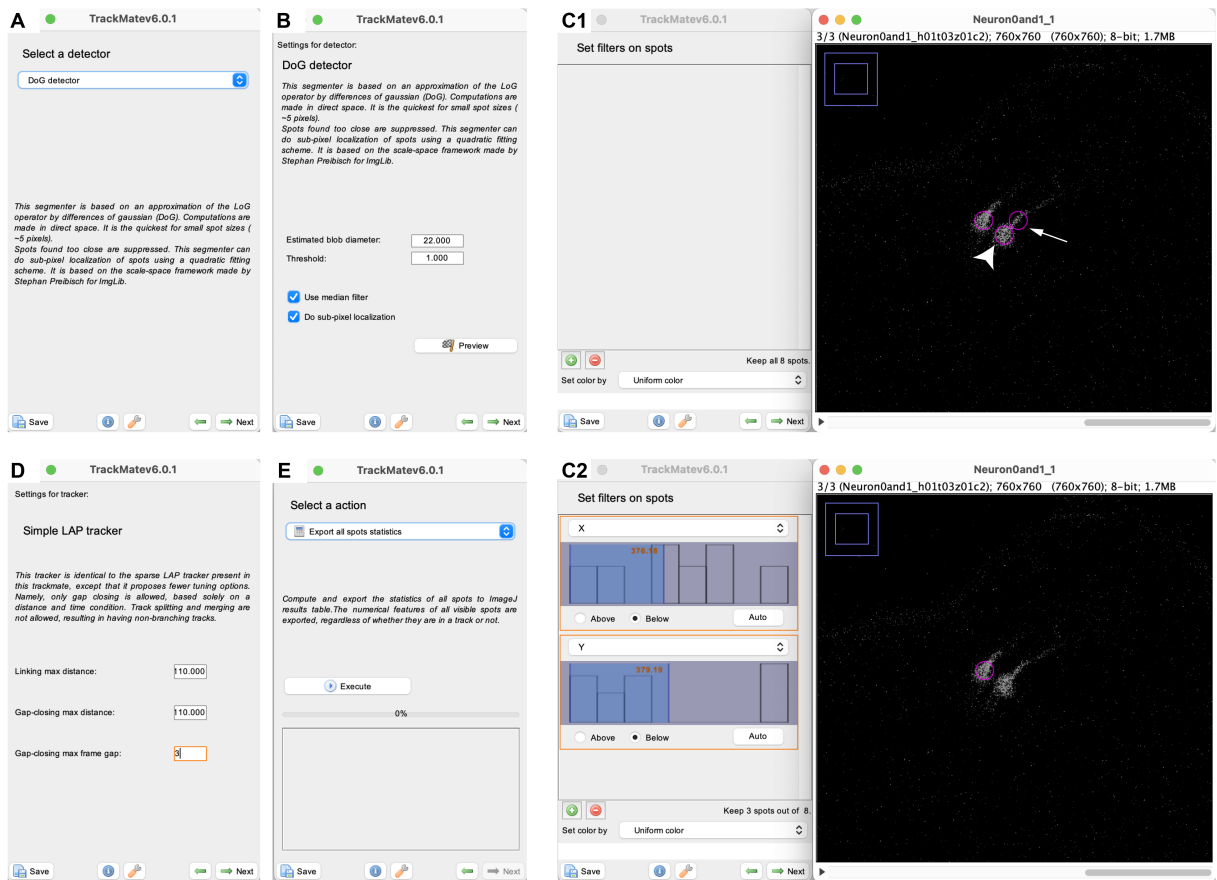 A
TrackMatev6.0.1
Select a detector
DoG detector
This segmenter is based on an approximation of the LoG
operator by differences of gaussian (DoG). Computations are
made in direct space. It is the quickest for small spot sizes (
~5 pixels).
Spots found too close are suppressed. This segmenter can
do sub-pixel localization of spots using a quadratic fitting
scheme. It is based on the scale-space framework made by
Stephan Preibisch for ImgLib.
Save
Next
B
TrackMatev6.0.1
Settings for detector:
DoG detector
This segmenter is based on an approximation of the LoG
operator by differences of gaussian (DoG). Computations are
made in direct space. It is the quickest for small spot sizes (
~5 pixels).
Spots found too close are suppressed. This segmenter can
do sub-pixel localization of spots using a quadratic fitting
scheme. It is based on the scale-space framework made by
Stephan Preibisch for ImgLib.
Estimated blob diameter: 22.000
Threshold: 1.000
Use median filter
Do sub-pixel localization
Preview
Save
Next
C1
TrackMatev6.0.1
Set filters on spots
Keep all 8 spots.
Set color by Uniform color
Save
Next
Neuron0and1_1
3/3 (Neuron0and1_h01t03z01c2); 760x760 (760x760); 8-bit; 1.7MB
D
TrackMatev6.0.1
Settings for tracker:
Simple LAP tracker
This tracker is identical to the sparse LAP tracker present in
this trackmate, except that it proposes fewer tuning options.
Namely, only gap closing is allowed, based solely on a
distance and time condition. Track splitting and merging are
not allowed, resulting in having non-branching tracks.
Linking max distance: 110.000
Gap-closing max distance: 110.000
Gap-closing max frame gap: 3
Save
Next
E
TrackMatev6.0.1
Select a action
Export all spots statistics
Compute and export the statistics of all spots to ImageJ
results table.The numerical features of all visible spots are
exported, regardless of whether they are in a track or not.
Execute
0%
Save
Next
C2
TrackMatev6.0.1
Set filters on spots
X
376.18
Above Below Auto
Y
379.19
Above Below Auto
Keep 3 spots out of 8.
Set color by Uniform color
Save
Next
Neuron0and1_1
3/3 (Neuron0and1_h01t03z01c2); 760x760 (760x760); 8-bit; 1.7MB